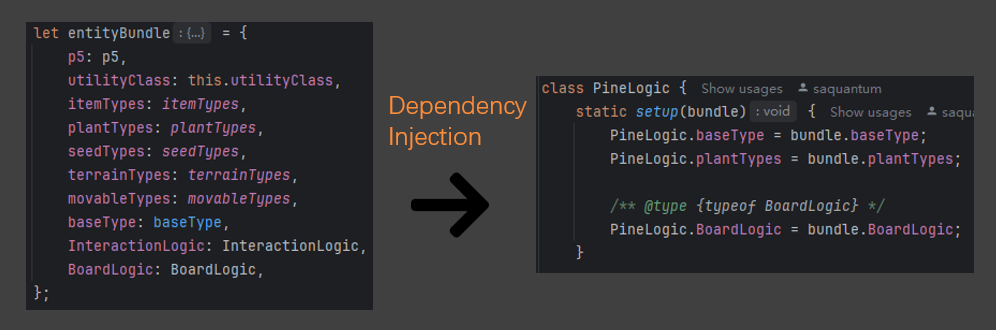 let entityBundle : {...} = {
p5: p5,
utilityClass: this.utilityClass,
itemTypes: itemTypes,
plantTypes: plantTypes,
seedTypes: seedTypes,
terrainTypes: terrainTypes,
movableTypes: movableTypes,
baseType: baseType,
InteractionLogic: InteractionLogic,
BoardLogic: BoardLogic,
};
Dependency
Injection
class PineLogic { Show usages saquantum
static setup(bundle) : void { Show usages saqua
PineLogic.baseType = bundle.baseType;
PineLogic.plantTypes = bundle.plantTypes;
/** @type {typeof BoardLogic} */
PineLogic.BoardLogic = bundle.BoardLogic;
}